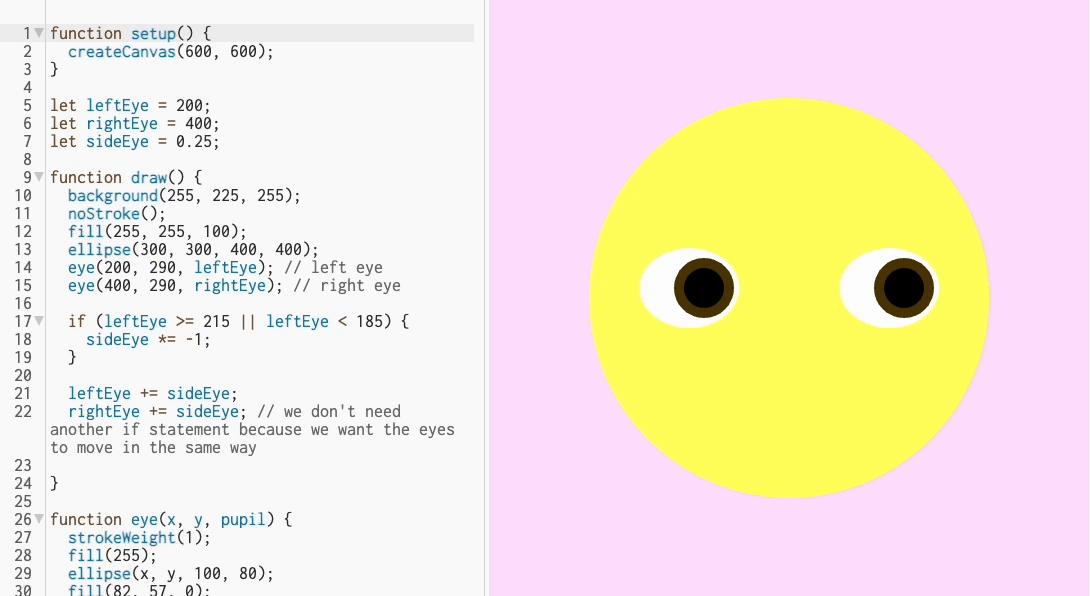 1 function setup() {
2   createCanvas(600, 600);
3 }
4
5 let leftEye = 200;
6 let rightEye = 400;
7 let sideEye = 0.25;
8
9 function draw() {
10   background(255, 225, 255);
11   noStroke();
12   fill(255, 255, 100);
13   ellipse(300, 300, 400, 400);
14   eye(200, 290, leftEye); // left eye
15   eye(400, 290, rightEye); // right eye
16
17   if (leftEye >= 215 || leftEye < 185) {
18     sideEye *= -1;
19   }
20
21   leftEye += sideEye;
22   rightEye += sideEye; // we don't need
another if statement because we want the eyes
to move in the same way
23
24 }
25
26 function eye(x, y, pupil) {
27   strokeWeight(1);
28   fill(255);
29   ellipse(x, y, 100, 80);
30   fill(82, 57, 0);